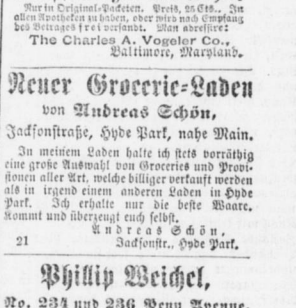 Nur in Original-Packeten. Preis, 25 Cts. In
allen Apotheken zu haben, oder wird nach Empfang
des Betrages frei versandt. Man adressire:
The Charles A. Vogeler Co.,
Baltimore, Maryland.
Neuer Grocerie-Laden
von Andreas Schön,
Jacksonstraße, Hyde Park, nahe Main.
In meinem Laden halte ich stets vorräthig
eine große Auswahl von Groceries und Provi-
sionen aller Art, welche billiger verkauft werden
als in irgend einem anderen Laden in Hyde
Park. Ich erhalte nur die beste Waare.
Kommt und überzeugt euch selbst.
Andreas Schön,
21 Jacksonstr., Hyde Park.
Phillip Weichel,
No. 234 und 236 Penn Avenue,